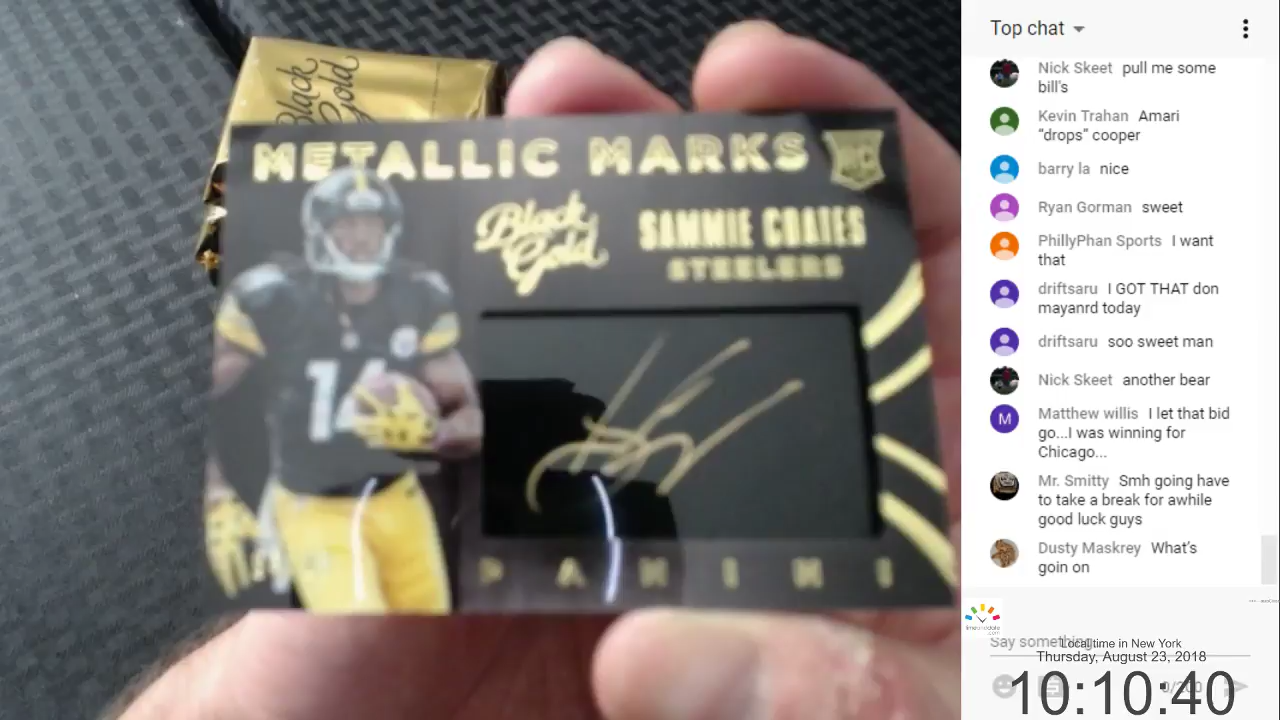 Black
Gold
METALLIC MARKS
RC
Black
Gold
SAMMIE COATES
STEELERS
14
PANINI
Top chat
Nick Skeet pull me some
bill's
Kevin Trahan Amari
“drops” cooper
barry la nice
Ryan Gorman sweet
PhillyPhan Sports I want
that
driftsaru I GOT THAT don
mayanrd today
driftsaru soo sweet man
Nick Skeet another bear
M
Matthew willis I let that bid
go...I was winning for
Chicago...
Mr. Smitty Smh going have
to take a break for awhile
good luck guys
Dusty Maskrey What’s
goin on
Say something...
Local time in New York
Thursday, August 23, 2018
10:10:40